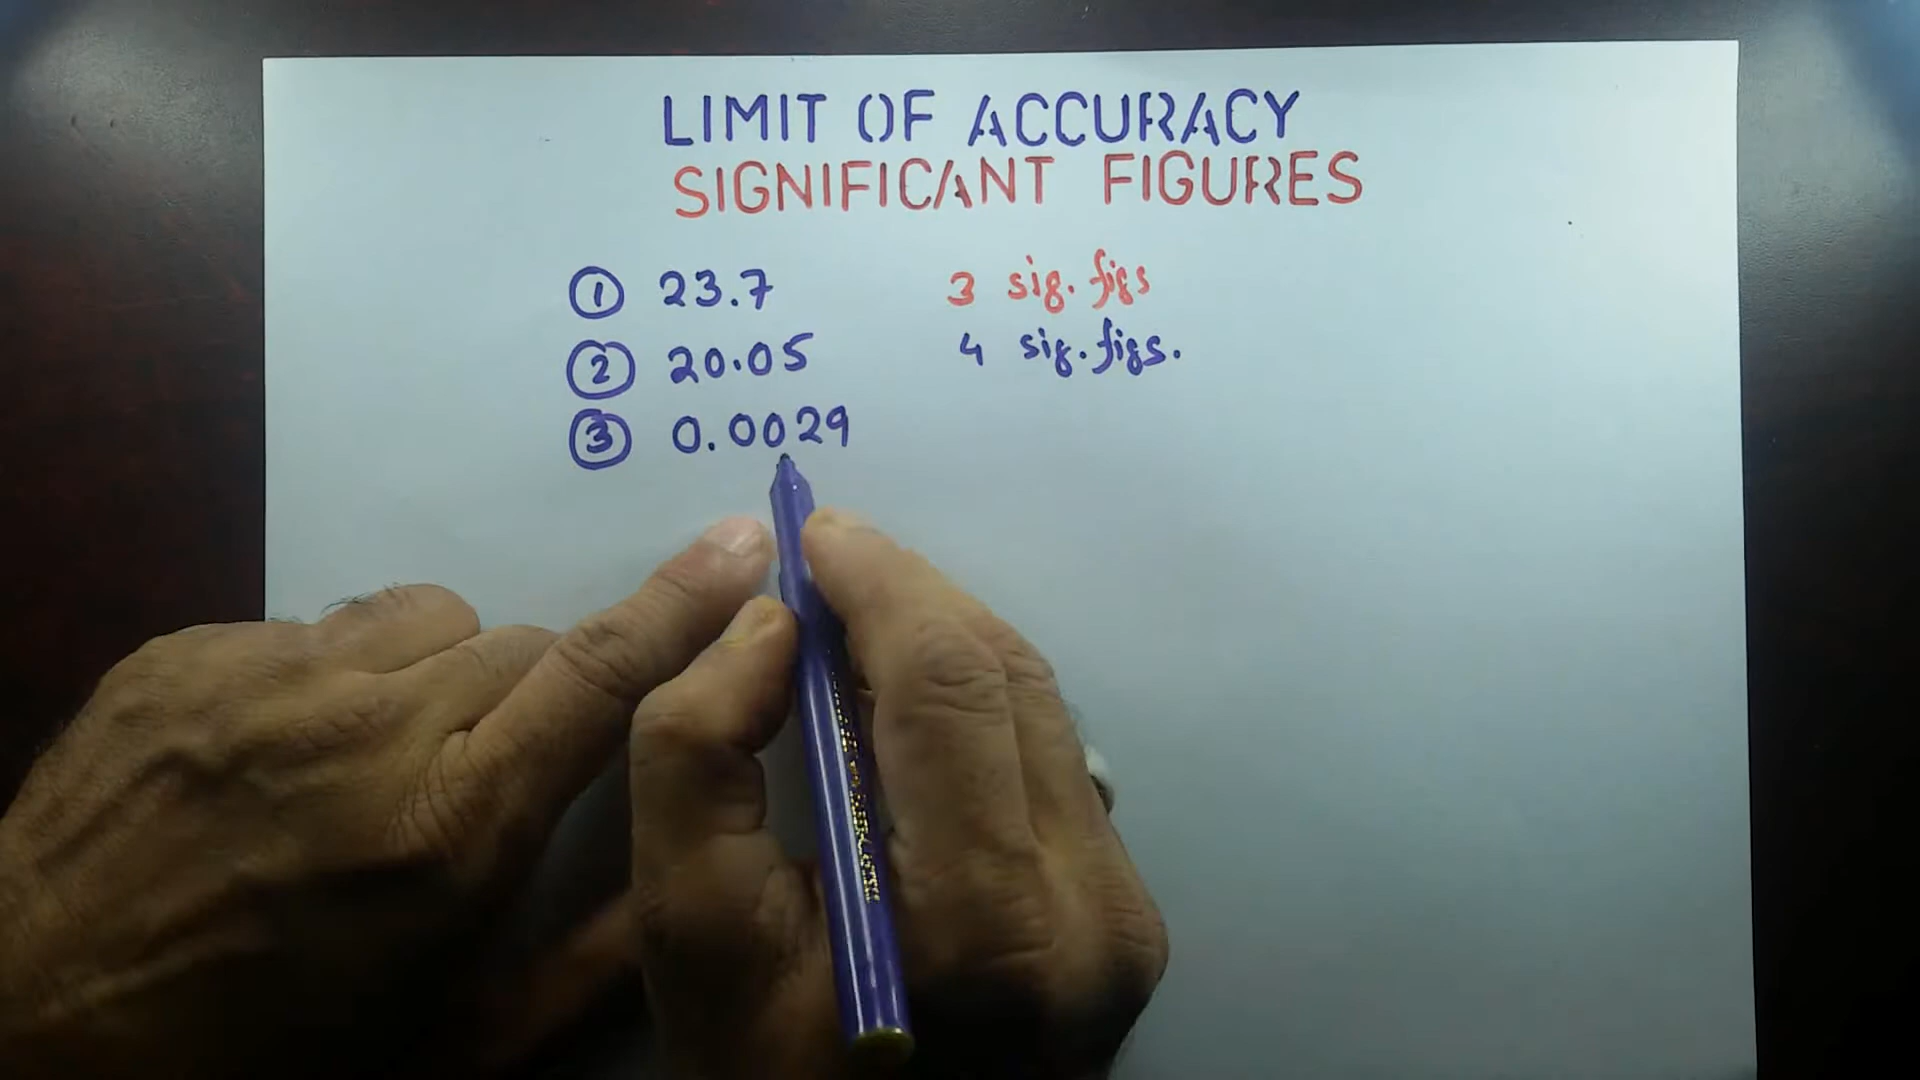 LIMIT OF ACCURACY
SIGNIFICANT FIGURES
① 23.7 3 sig. figs
② 20.05 4 sig. figs.
③ 0.0029